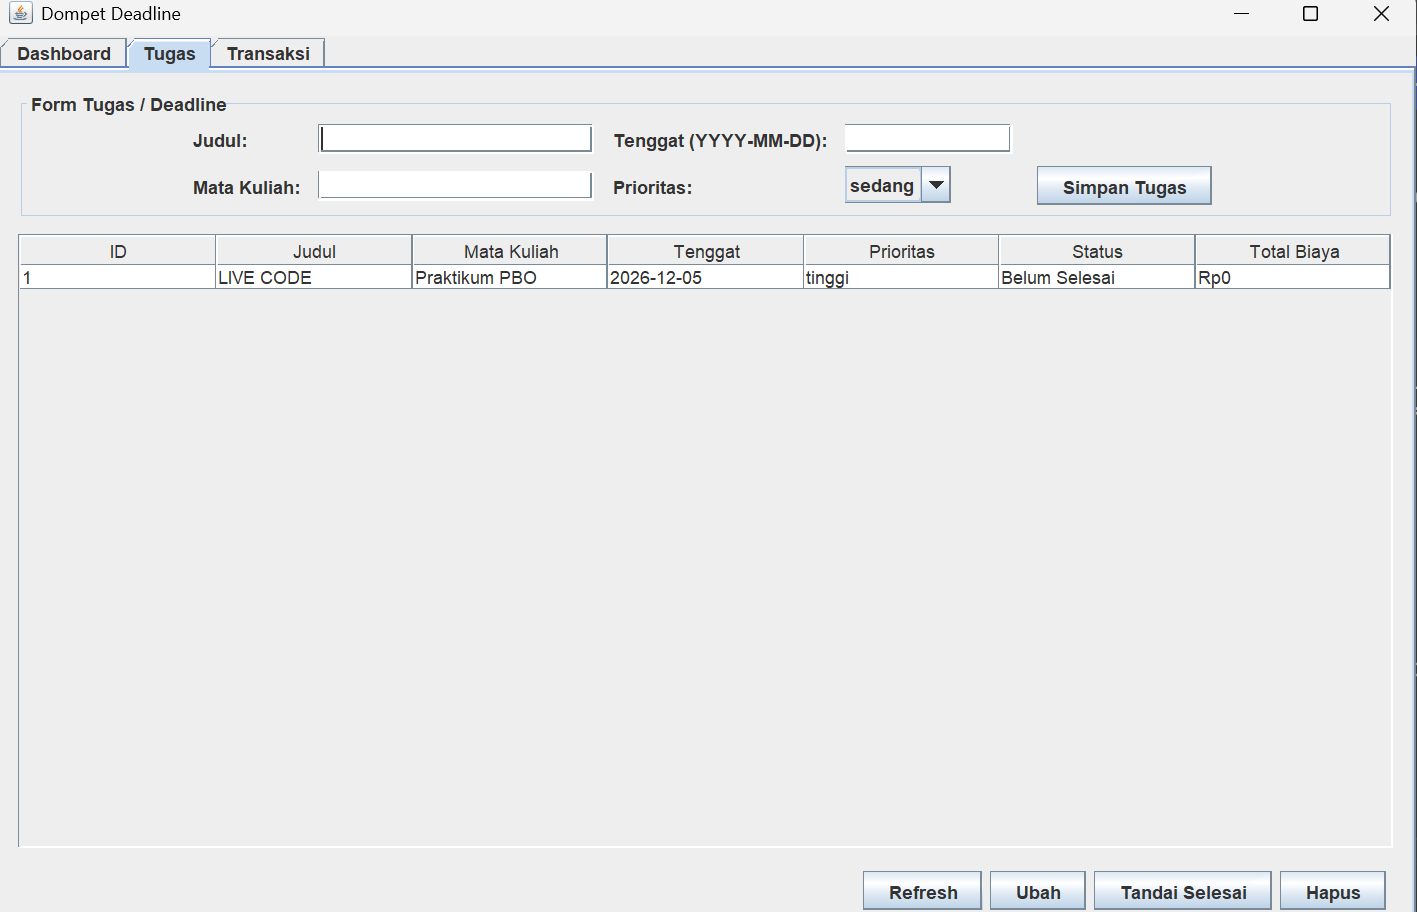 Dompet Deadline
Dashboard Tugas Transaksi
Form Tugas / Deadline
Judul: Tenggat (YYYY-MM-DD):
Mata Kuliah: Prioritas: sedang Simpan Tugas
ID Judul Mata Kuliah Tenggat Prioritas Status Total Biaya
1 LIVE CODE Praktikum PBO 2026-12-05 tinggi Belum Selesai Rp0
Refresh Ubah Tandai Selesai Hapus